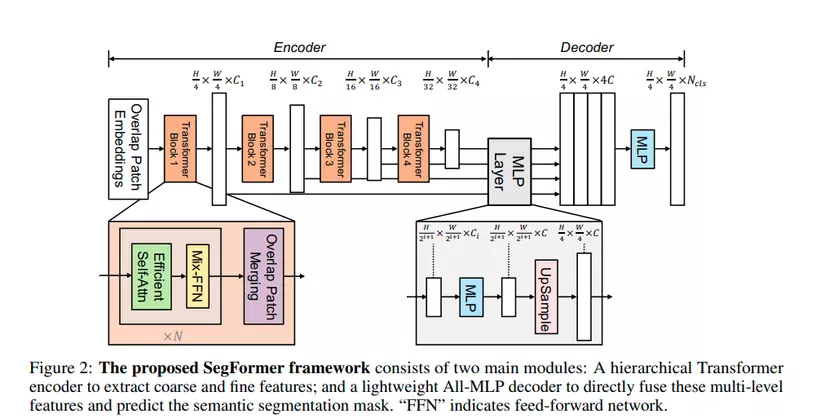 Encoder
Decoder
H/4 × W/4 × C₁
H/8 × W/8 × C₂
H/16 × W/16 × C₃
H/32 × W/32 × C₄
H/4 × W/4 × 4C
H/4 × W/4 × N_cls
Overlap Patch
Embeddings
Transformer
Block 1
Transformer
Block 2
Transformer
Block 3
Transformer
Block 4
MLP
Layer
MLP
Efficient
Self-Attn
Mix-FFN
×N
Overlap Patch
Merging
H/2ⁱ⁺¹ × W/2ⁱ⁺¹ × Cᵢ
H/2ⁱ⁺¹ × W/2ⁱ⁺¹ × C
H/4 × W/4 × C
MLP
UpSample
Figure 2: The proposed SegFormer framework consists of two main modules: A hierarchical Transformer
encoder to extract coarse and fine features; and a lightweight All-MLP decoder to directly fuse these multi-level
features and predict the semantic segmentation mask. “FFN” indicates feed-forward network.